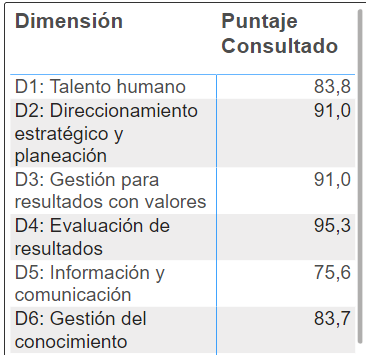 Dimensión Puntaje
Consultado
D1: Talento humano 83,8
D2: Direccionamiento 91,0
estratégico y
planeación
D3: Gestión para 91,0
resultados con valores
D4: Evaluación de 95,3
resultados
D5: Información y 75,6
comunicación
D6: Gestión del 83,7
conocimiento